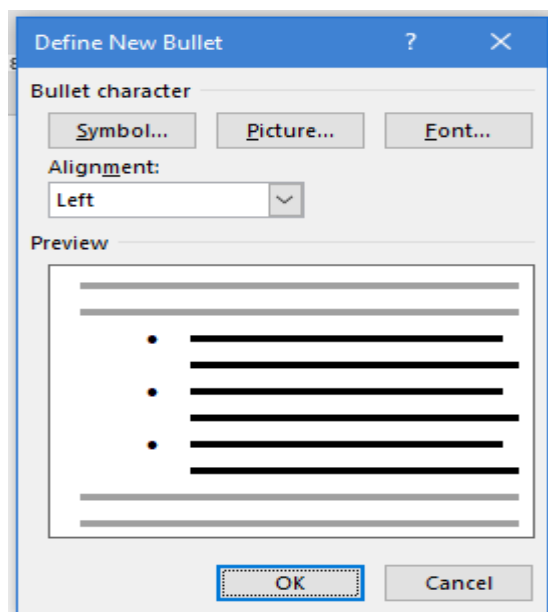 Define New Bullet ?
Bullet character
Symbol... Picture... Font...
Alignment:
Left
Preview
OK Cancel